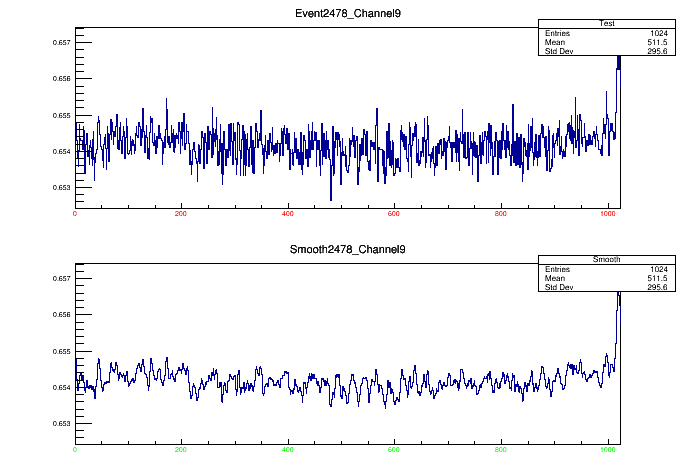 Event2478_Channel9
Test
Entries 1024
Mean 511.5
Std Dev 295.6
0.657
0.656
0.655
0.654
0.653
0 200 400 600 800 1000
Smooth2478_Channel9
Smooth
Entries 1024
Mean 511.5
Std Dev 295.6
0.657
0.656
0.655
0.654
0.653
0 200 400 600 800 1000